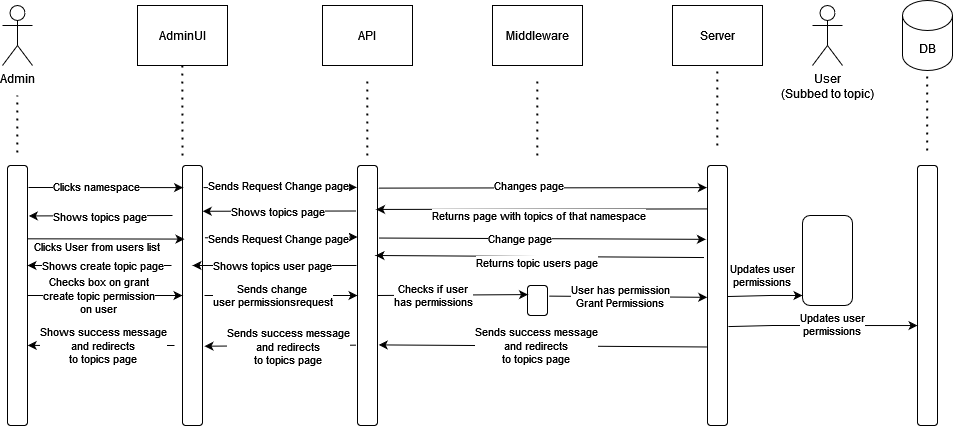 Admin
AdminUI
API
Middleware
Server
User
(Subbed to topic)
DB
Clicks namespace
Sends Request Change page
Changes page
Shows topics page
Shows topics page
Returns page with topics of that namespace
Clicks User from users list
Sends Request Change page
Change page
Shows create topic page
Shows topics user page
Returns topic users page
Checks box on grant
create topic permission
on user
Sends change
user permissionsrequest
Checks if user
has permissions
User has permission
Grant Permissions
Updates user
permissions
Updates user
permissions
Shows success message
and redirects
to topics page
Sends success message
and redirects
to topics page
Sends success message
and redirects
to topics page